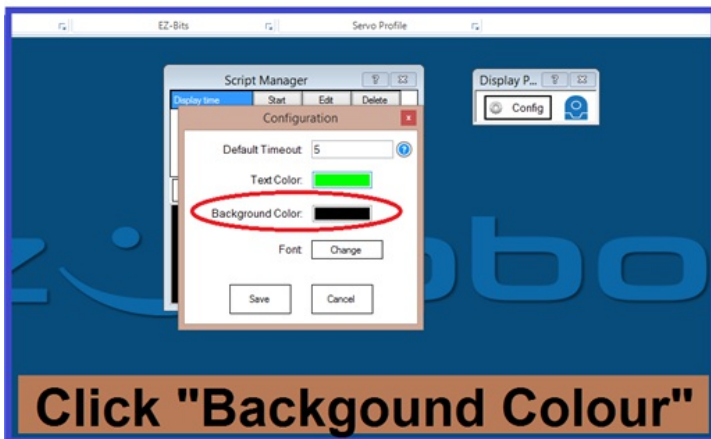 EZ-Bits Servo Profile
Script Manager
Display P...
Display time Start Edit Delete
Config
Configuration
Default Timeout: 5
Text Color:
Background Color:
Font: Change
Save Cancel
Click "Backgound Colour"